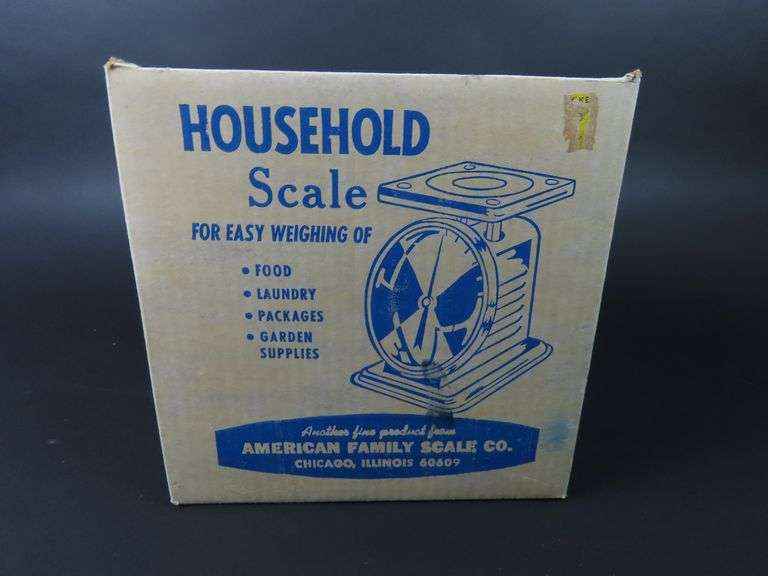 HOUSEHOLD
Scale
FOR EASY WEIGHING OF
• FOOD
• LAUNDRY
• PACKAGES
• GARDEN
SUPPLIES
Another fine product from
AMERICAN FAMILY SCALE CO.
CHICAGO, ILLINOIS 60609